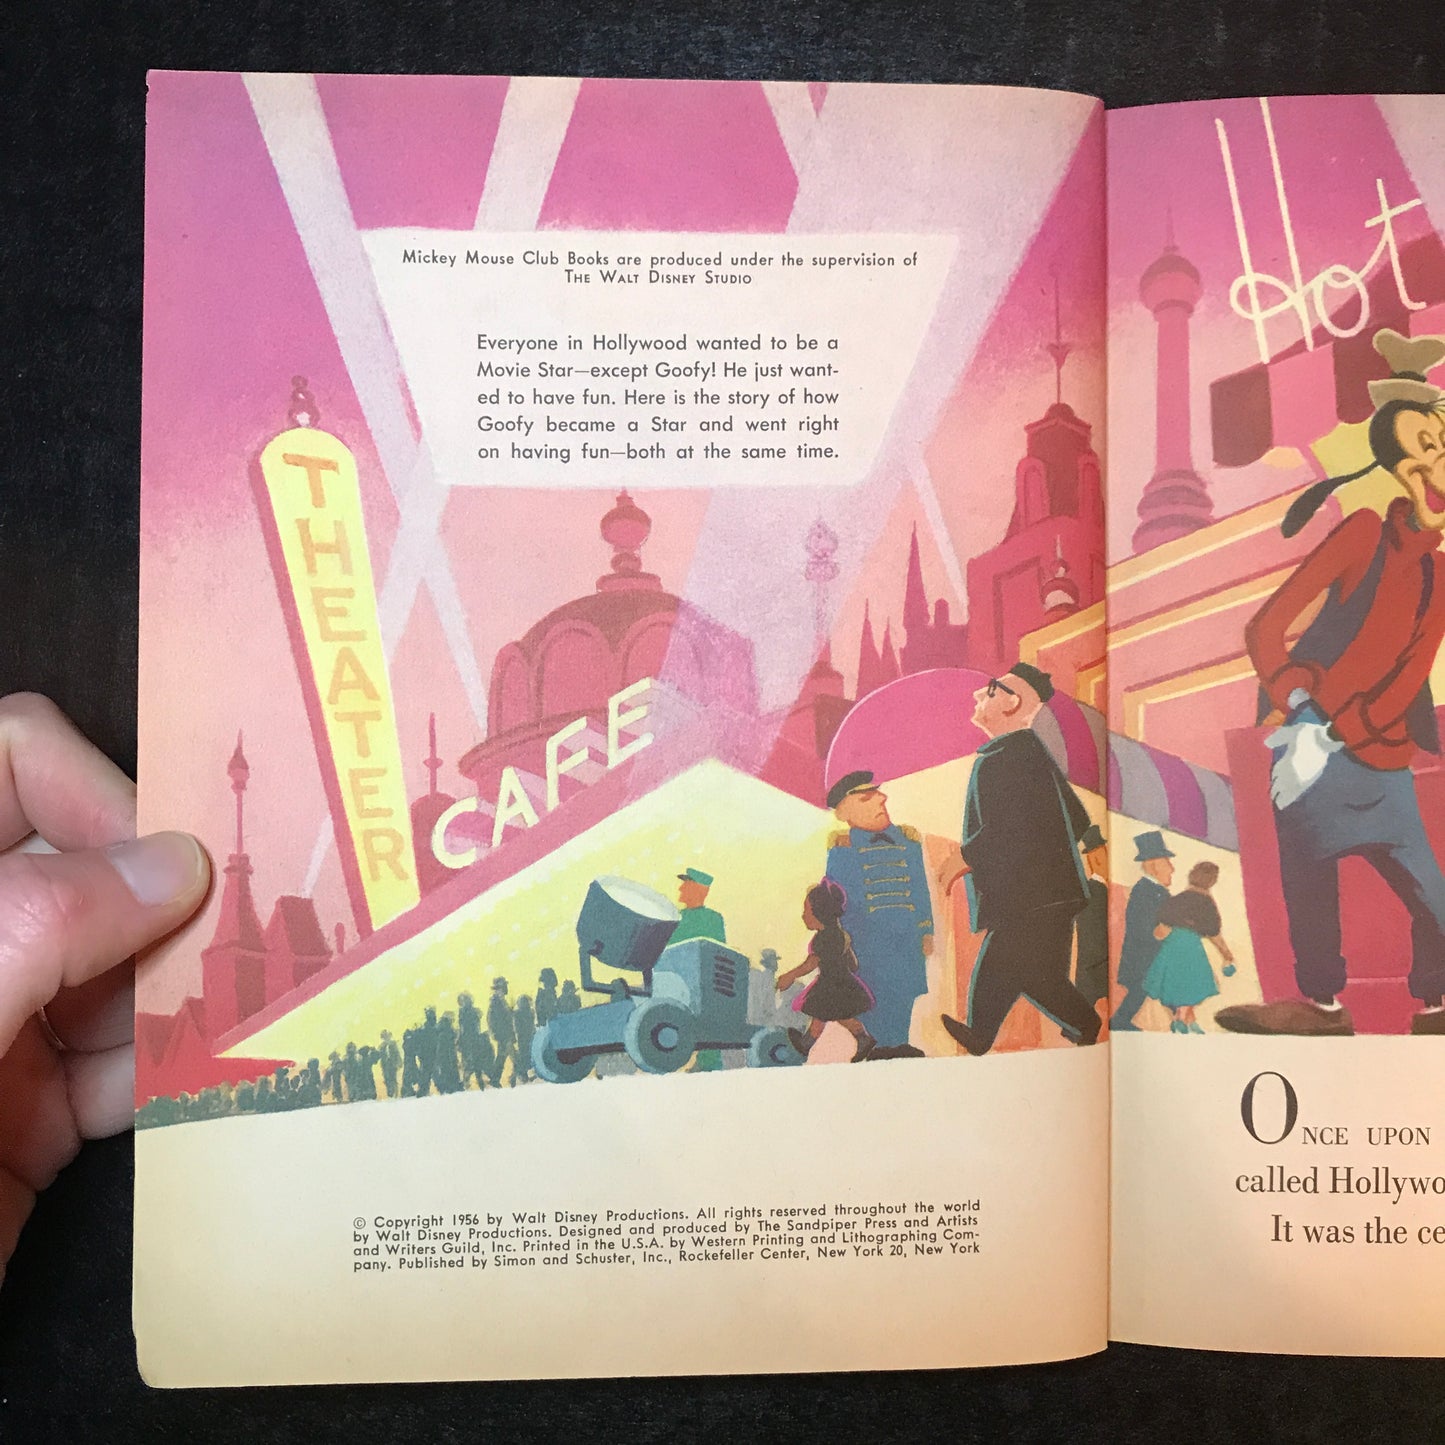 Mickey Mouse Club Books are produced under the supervision of
THE WALT DISNEY STUDIO
Everyone in Hollywood wanted to be a
Movie Star—except Goofy! He just want-
ed to have fun. Here is the story of how
Goofy became a Star and went right
on having fun—both at the same time.
THEATER
CAFE
© Copyright 1956 by Walt Disney Productions. All rights reserved throughout the world
by Walt Disney Productions. Designed and produced by The Sandpiper Press and Artists
and Writers Guild, Inc. Printed in the U.S.A. by Western Printing and Lithographing Com-
pany. Published by Simon and Schuster, Inc., Rockefeller Center, New York 20, New York
Hot
ONCE UPON
called Hollywo
It was the ce